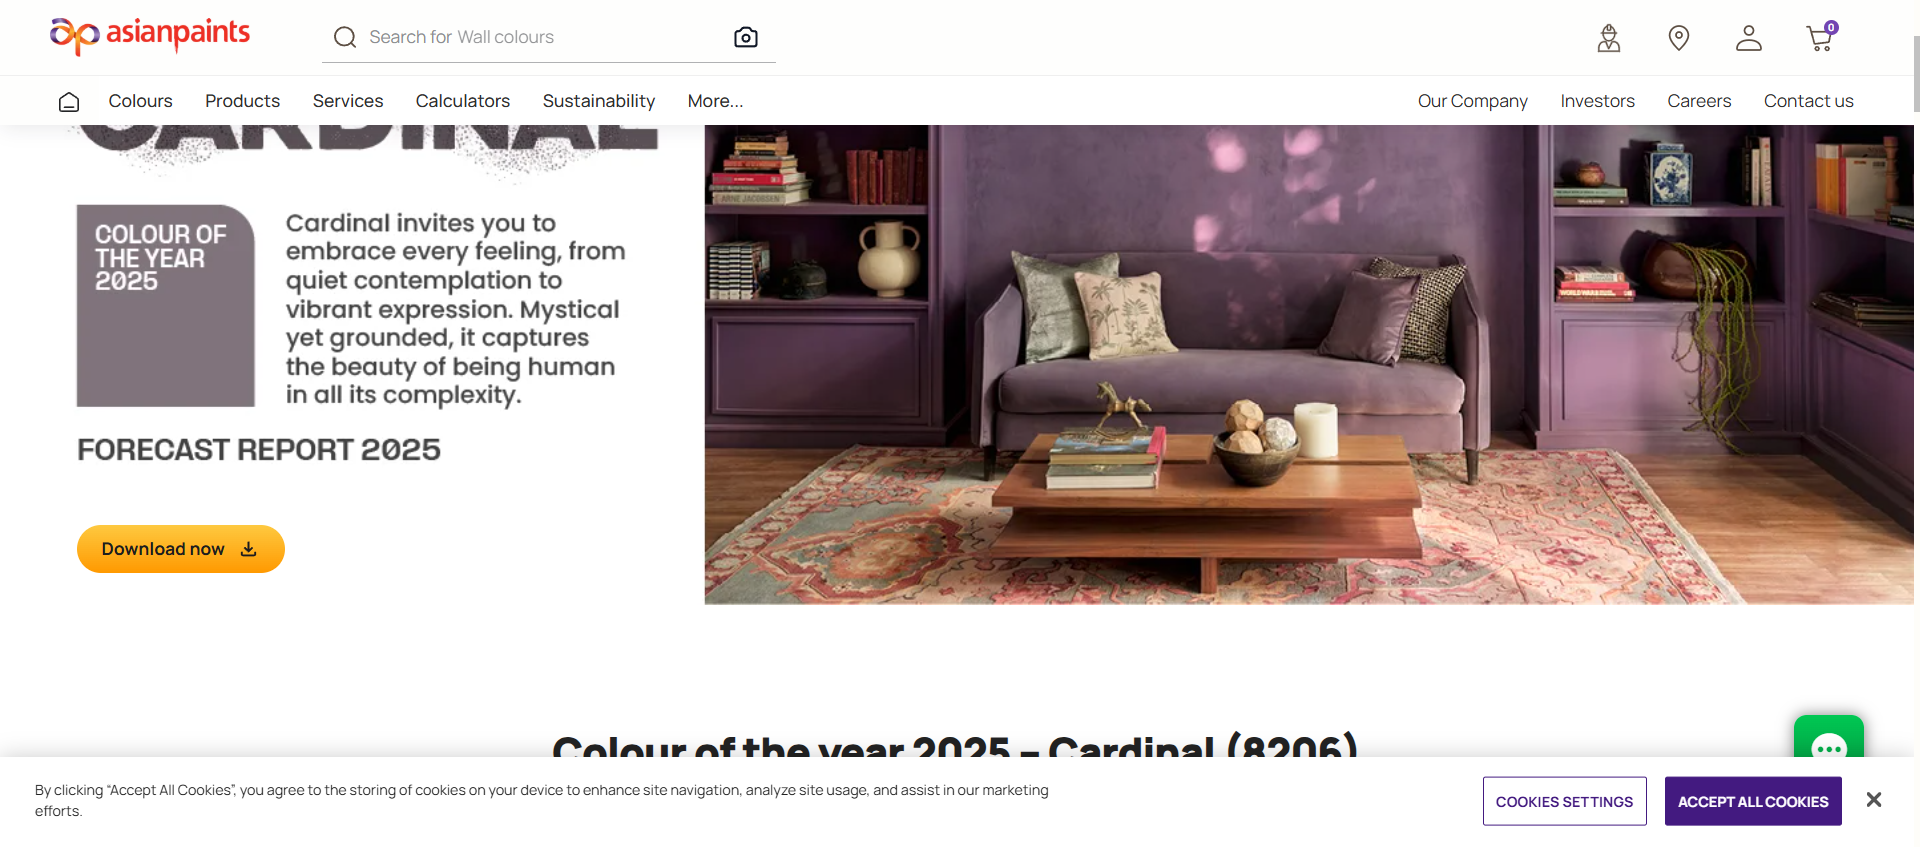 asianpaints
Search for Wall colours
0
Colours Products Services Calculators Sustainability More...
Our Company Investors Careers Contact us
CARDINAL
COLOUR OF
THE YEAR
2025
Cardinal invites you to
embrace every feeling, from
quiet contemplation to
vibrant expression. Mystical
yet grounded, it captures
the beauty of being human
in all its complexity.
FORECAST REPORT 2025
Download now
ARNE JACOBSEN
Colour of the year 2025 – Cardinal (8206)
By clicking “Accept All Cookies”, you agree to the storing of cookies on your device to enhance site navigation, analyze site usage, and assist in our marketing
efforts.
COOKIES SETTINGS
ACCEPT ALL COOKIES